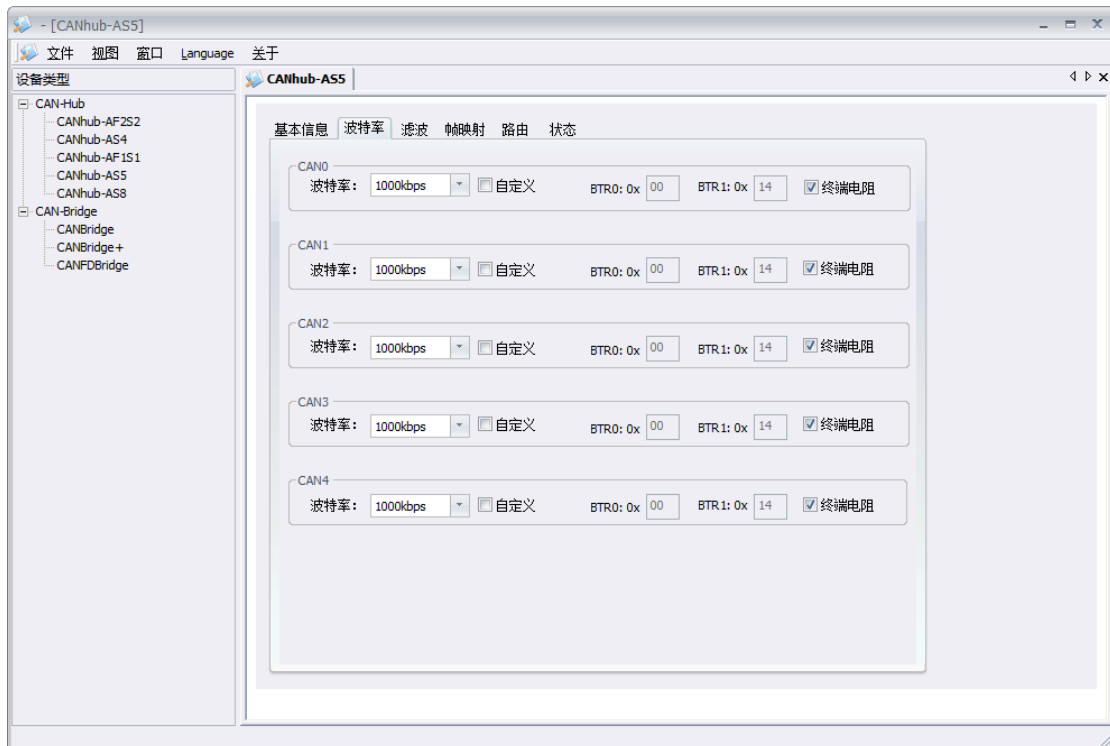 - [CANhub-AS5]
文件 视图 窗口 Language 关于
设备类型
CAN-Hub
CANhub-AF2S2
CANhub-AS4
CANhub-AF1S1
CANhub-AS5
CANhub-AS8
CAN-Bridge
CANBridge
CANBridge+
CANFDBridge
CANhub-AS5
基本信息 波特率 滤波 帧映射 路由 状态
CAN0
波特率： 1000kbps 自定义 BTR0: 0x 00 BTR1: 0x 14 终端电阻
CAN1
波特率： 1000kbps 自定义 BTR0: 0x 00 BTR1: 0x 14 终端电阻
CAN2
波特率： 1000kbps 自定义 BTR0: 0x 00 BTR1: 0x 14 终端电阻
CAN3
波特率： 1000kbps 自定义 BTR0: 0x 00 BTR1: 0x 14 终端电阻
CAN4
波特率： 1000kbps 自定义 BTR0: 0x 00 BTR1: 0x 14 终端电阻